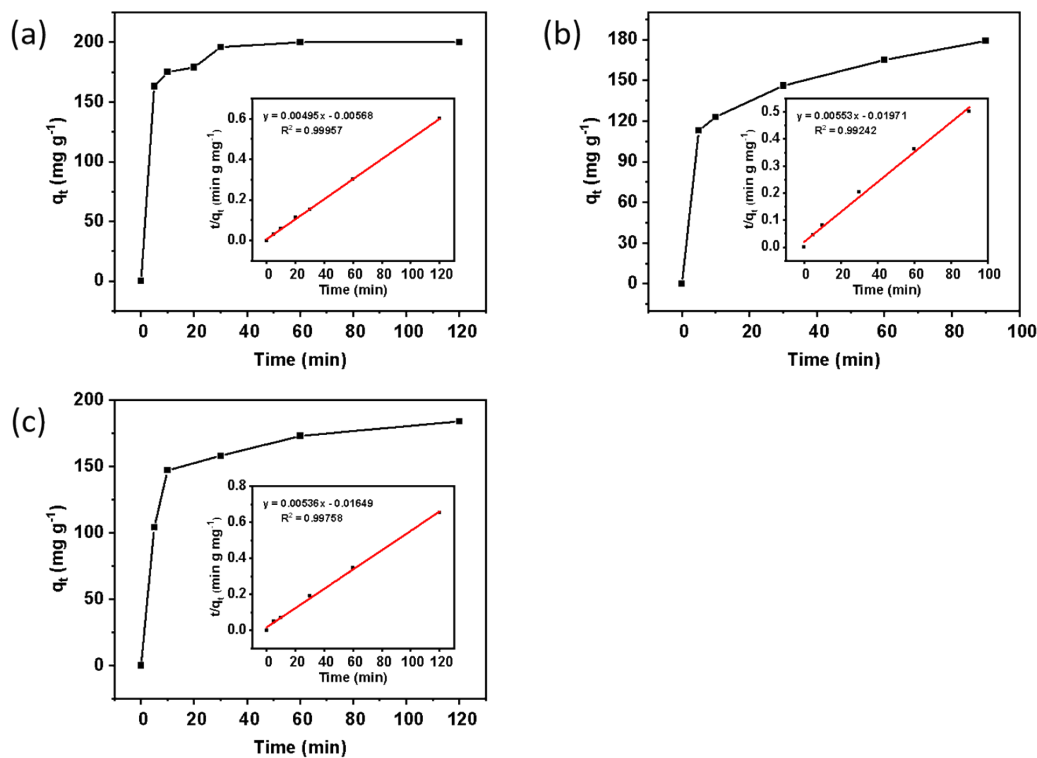 (a)
200
150
100
50
0
q_t (mg g⁻¹)
0 20 40 60 80 100 120
Time (min)
y = 0.00495x - 0.00568
R² = 0.99957
0.6
0.4
0.2
0.0
t/q_t (min g mg⁻¹)
0 20 40 60 80 100 120
Time (min)
(b)
180
150
120
90
60
30
0
q_t (mg g⁻¹)
0 20 40 60 80 100
Time (min)
y = 0.00553x - 0.01971
R² = 0.99242
0.5
0.4
0.3
0.2
0.1
0.0
t/q_t (min g mg⁻¹)
0 20 40 60 80 100
Time (min)
(c)
200
150
100
50
0
q_t (mg g⁻¹)
0 20 40 60 80 100 120
Time (min)
y = 0.00536x - 0.01649
R² = 0.99758
0.8
0.6
0.4
0.2
0.0
t/q_t (min g mg⁻¹)
0 20 40 60 80 100 120
Time (min)